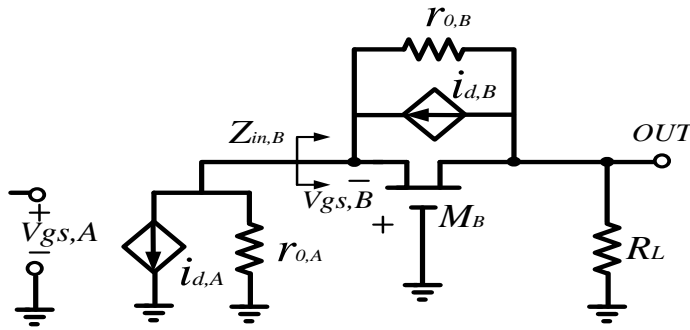 r0,B
id,B
Zin,B
OUT
Vgs,B
−
+
MB
+
Vgs,A
−
id,A
r0,A
RL